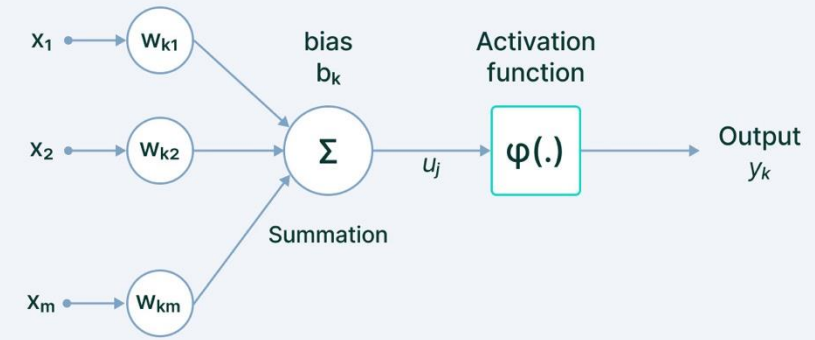 x₁
wₖ₁
bias
bₖ
Activation
function
x₂
wₖ₂
Σ
uⱼ
φ(.)
Output
yₖ
Summation
xₘ
wₖₘ